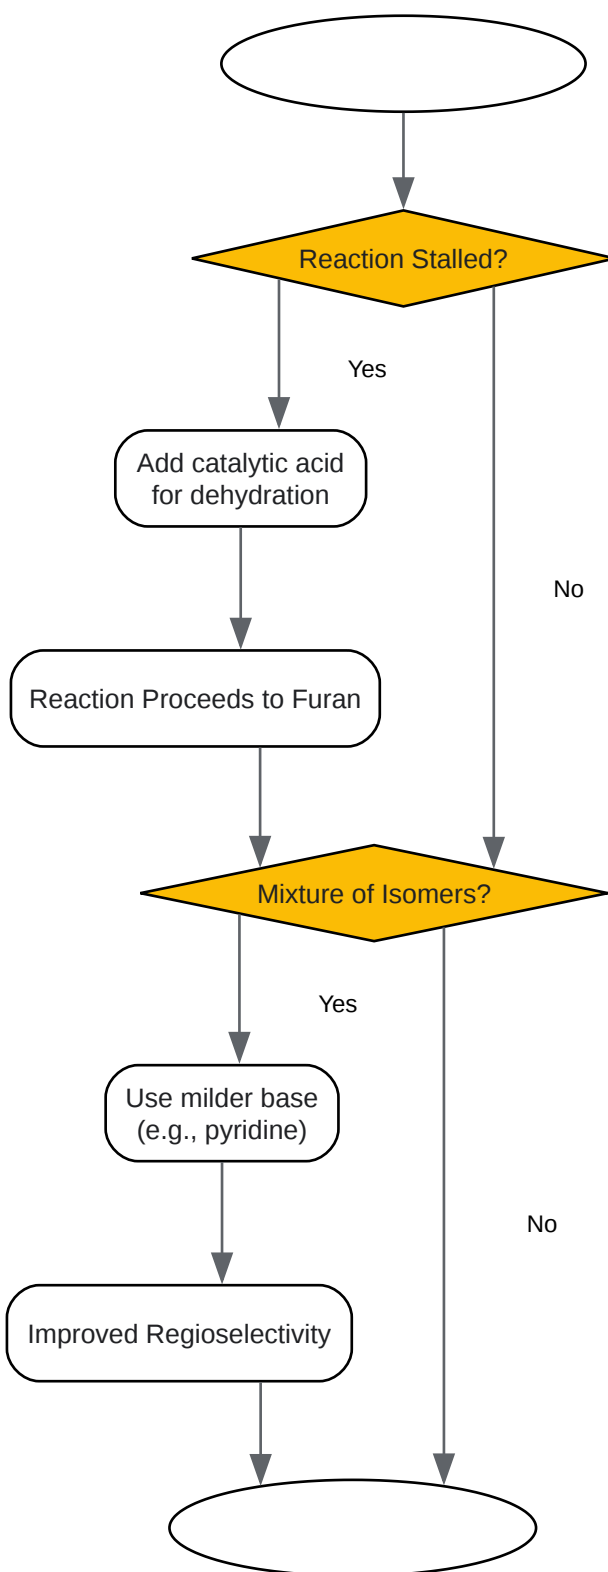 Reaction Stalled?
Yes
Add catalytic acid
for dehydration
No
Reaction Proceeds to Furan
Mixture of Isomers?
Yes
Use milder base
(e.g., pyridine)
No
Improved Regioselectivity